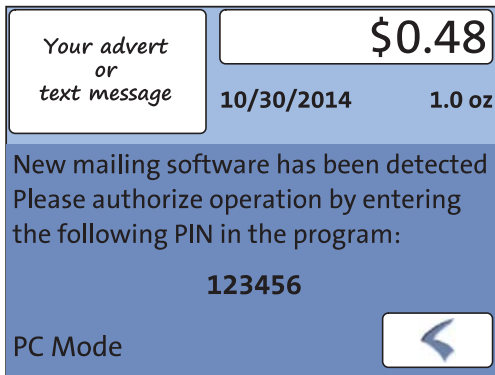 Your advert
or
text message
$0.48
10/30/2014 1.0 oz
New mailing software has been detected
Please authorize operation by entering
the following PIN in the program:
123456
PC Mode